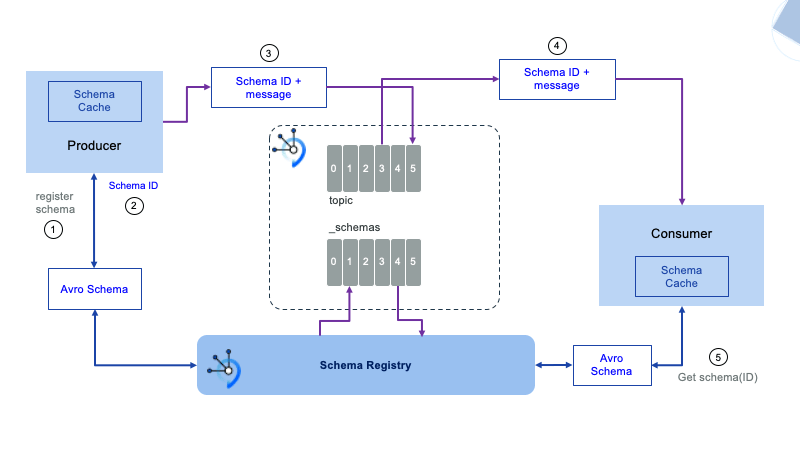 3
4
Schema ID +
message
Schema ID +
message
Schema
Cache
Producer
0 1 2 3 4 5
topic
register
schema
1
Schema ID
2
_schemas
0 1 2 3 4 5
Consumer
Schema
Cache
Avro Schema
Schema Registry
Avro
Schema
5
Get schema(ID)